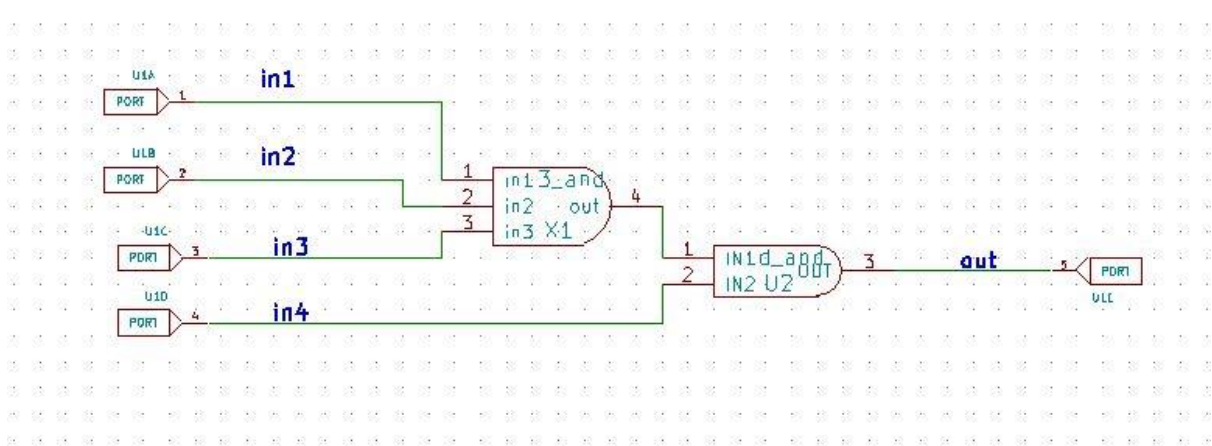 U1A
in1
PORT 1
U1B
in2
PORT 2
1 in1 3_and
2 in2 out 4
3 in3 X1
U1C
in3
PORT 3
1 IN1 d_and
OUT 3 out 5 PORT
2 IN2 U2
U1E
U1D
in4
PORT 4